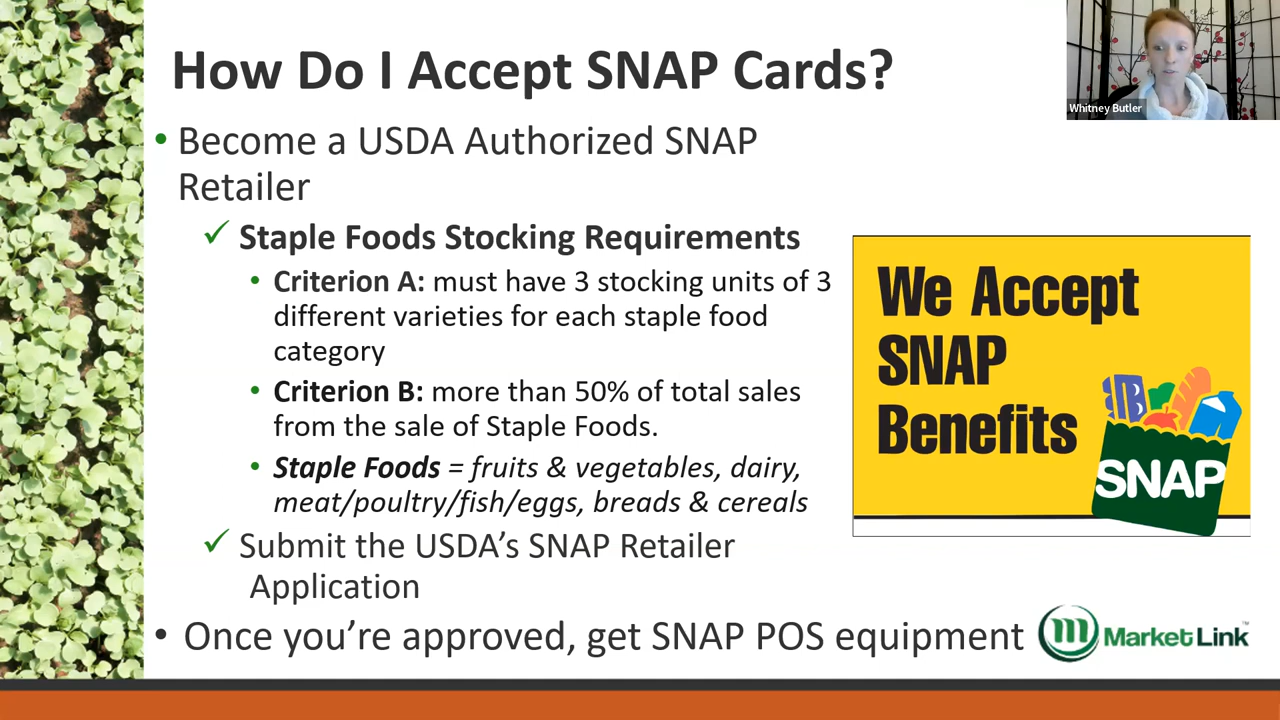 How Do I Accept SNAP Cards?
Whitney Butler
• Become a USDA Authorized SNAP
Retailer
✓ Staple Foods Stocking Requirements
• Criterion A: must have 3 stocking units of 3
different varieties for each staple food
category
• Criterion B: more than 50% of total sales
from the sale of Staple Foods.
• Staple Foods = fruits & vegetables, dairy,
meat/poultry/fish/eggs, breads & cereals
✓ Submit the USDA’s SNAP Retailer
Application
• Once you’re approved, get SNAP POS equipment
We Accept
SNAP
Benefits
SNAP
Market Link™